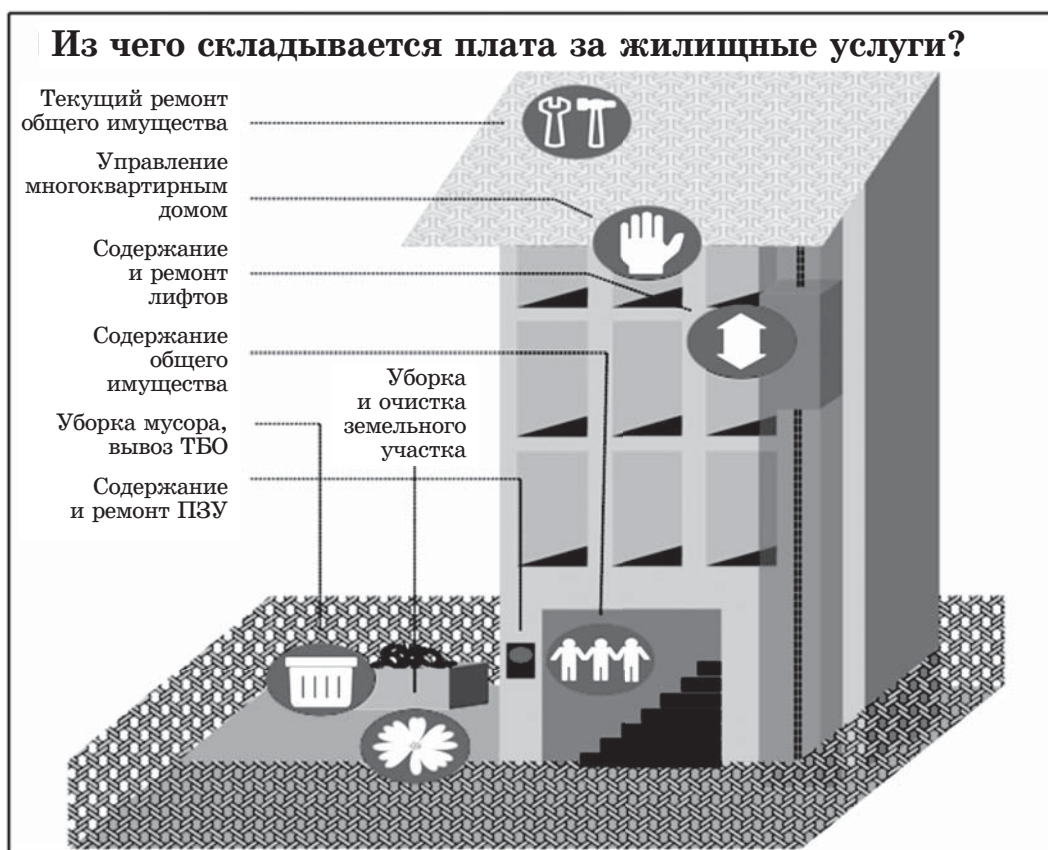 Из чего складывается плата за жилищные услуги?
Текущий ремонт
общего имущества
Управление
многоквартирным
домом
Содержание
и ремонт
лифтов
Содержание
общего
имущества
Уборка мусора,
вывоз ТБО
Содержание
и ремонт ПЗУ
Уборка
и очистка
земельного
участка